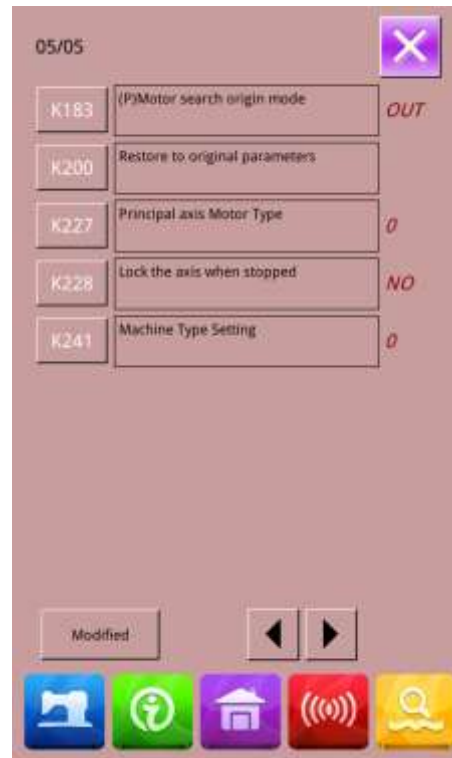 05/05
K183 (P)Motor search origin mode OUT
K200 Restore to original parameters
K227 Principal axis Motor Type 0
K228 Lock the axis when stopped NO
K241 Machine Type Setting 0
Modified